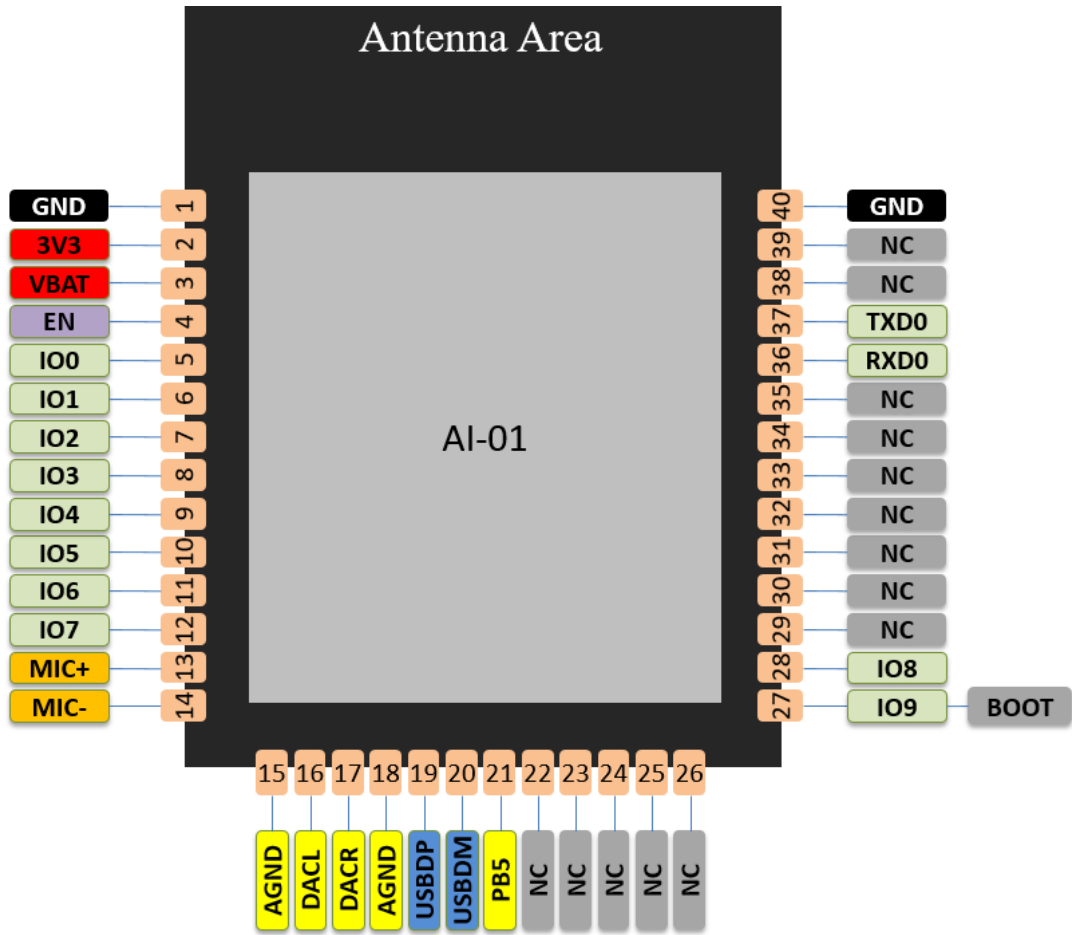 Antenna Area
GND 1 40 GND
3V3 2 39 NC
VBAT 3 38 NC
EN 4 37 TXD0
IO0 5 36 RXD0
IO1 6 35 NC
IO2 7 AI-01 34 NC
IO3 8 33 NC
IO4 9 32 NC
IO5 10 31 NC
IO6 11 30 NC
IO7 12 29 NC
MIC+ 13 28 IO8
MIC- 14 27 IO9 BOOT
15 16 17 18 19 20 21 22 23 24 25 26
AGND DACL DACR AGND USBDP USBDM PB5 NC NC NC NC NC